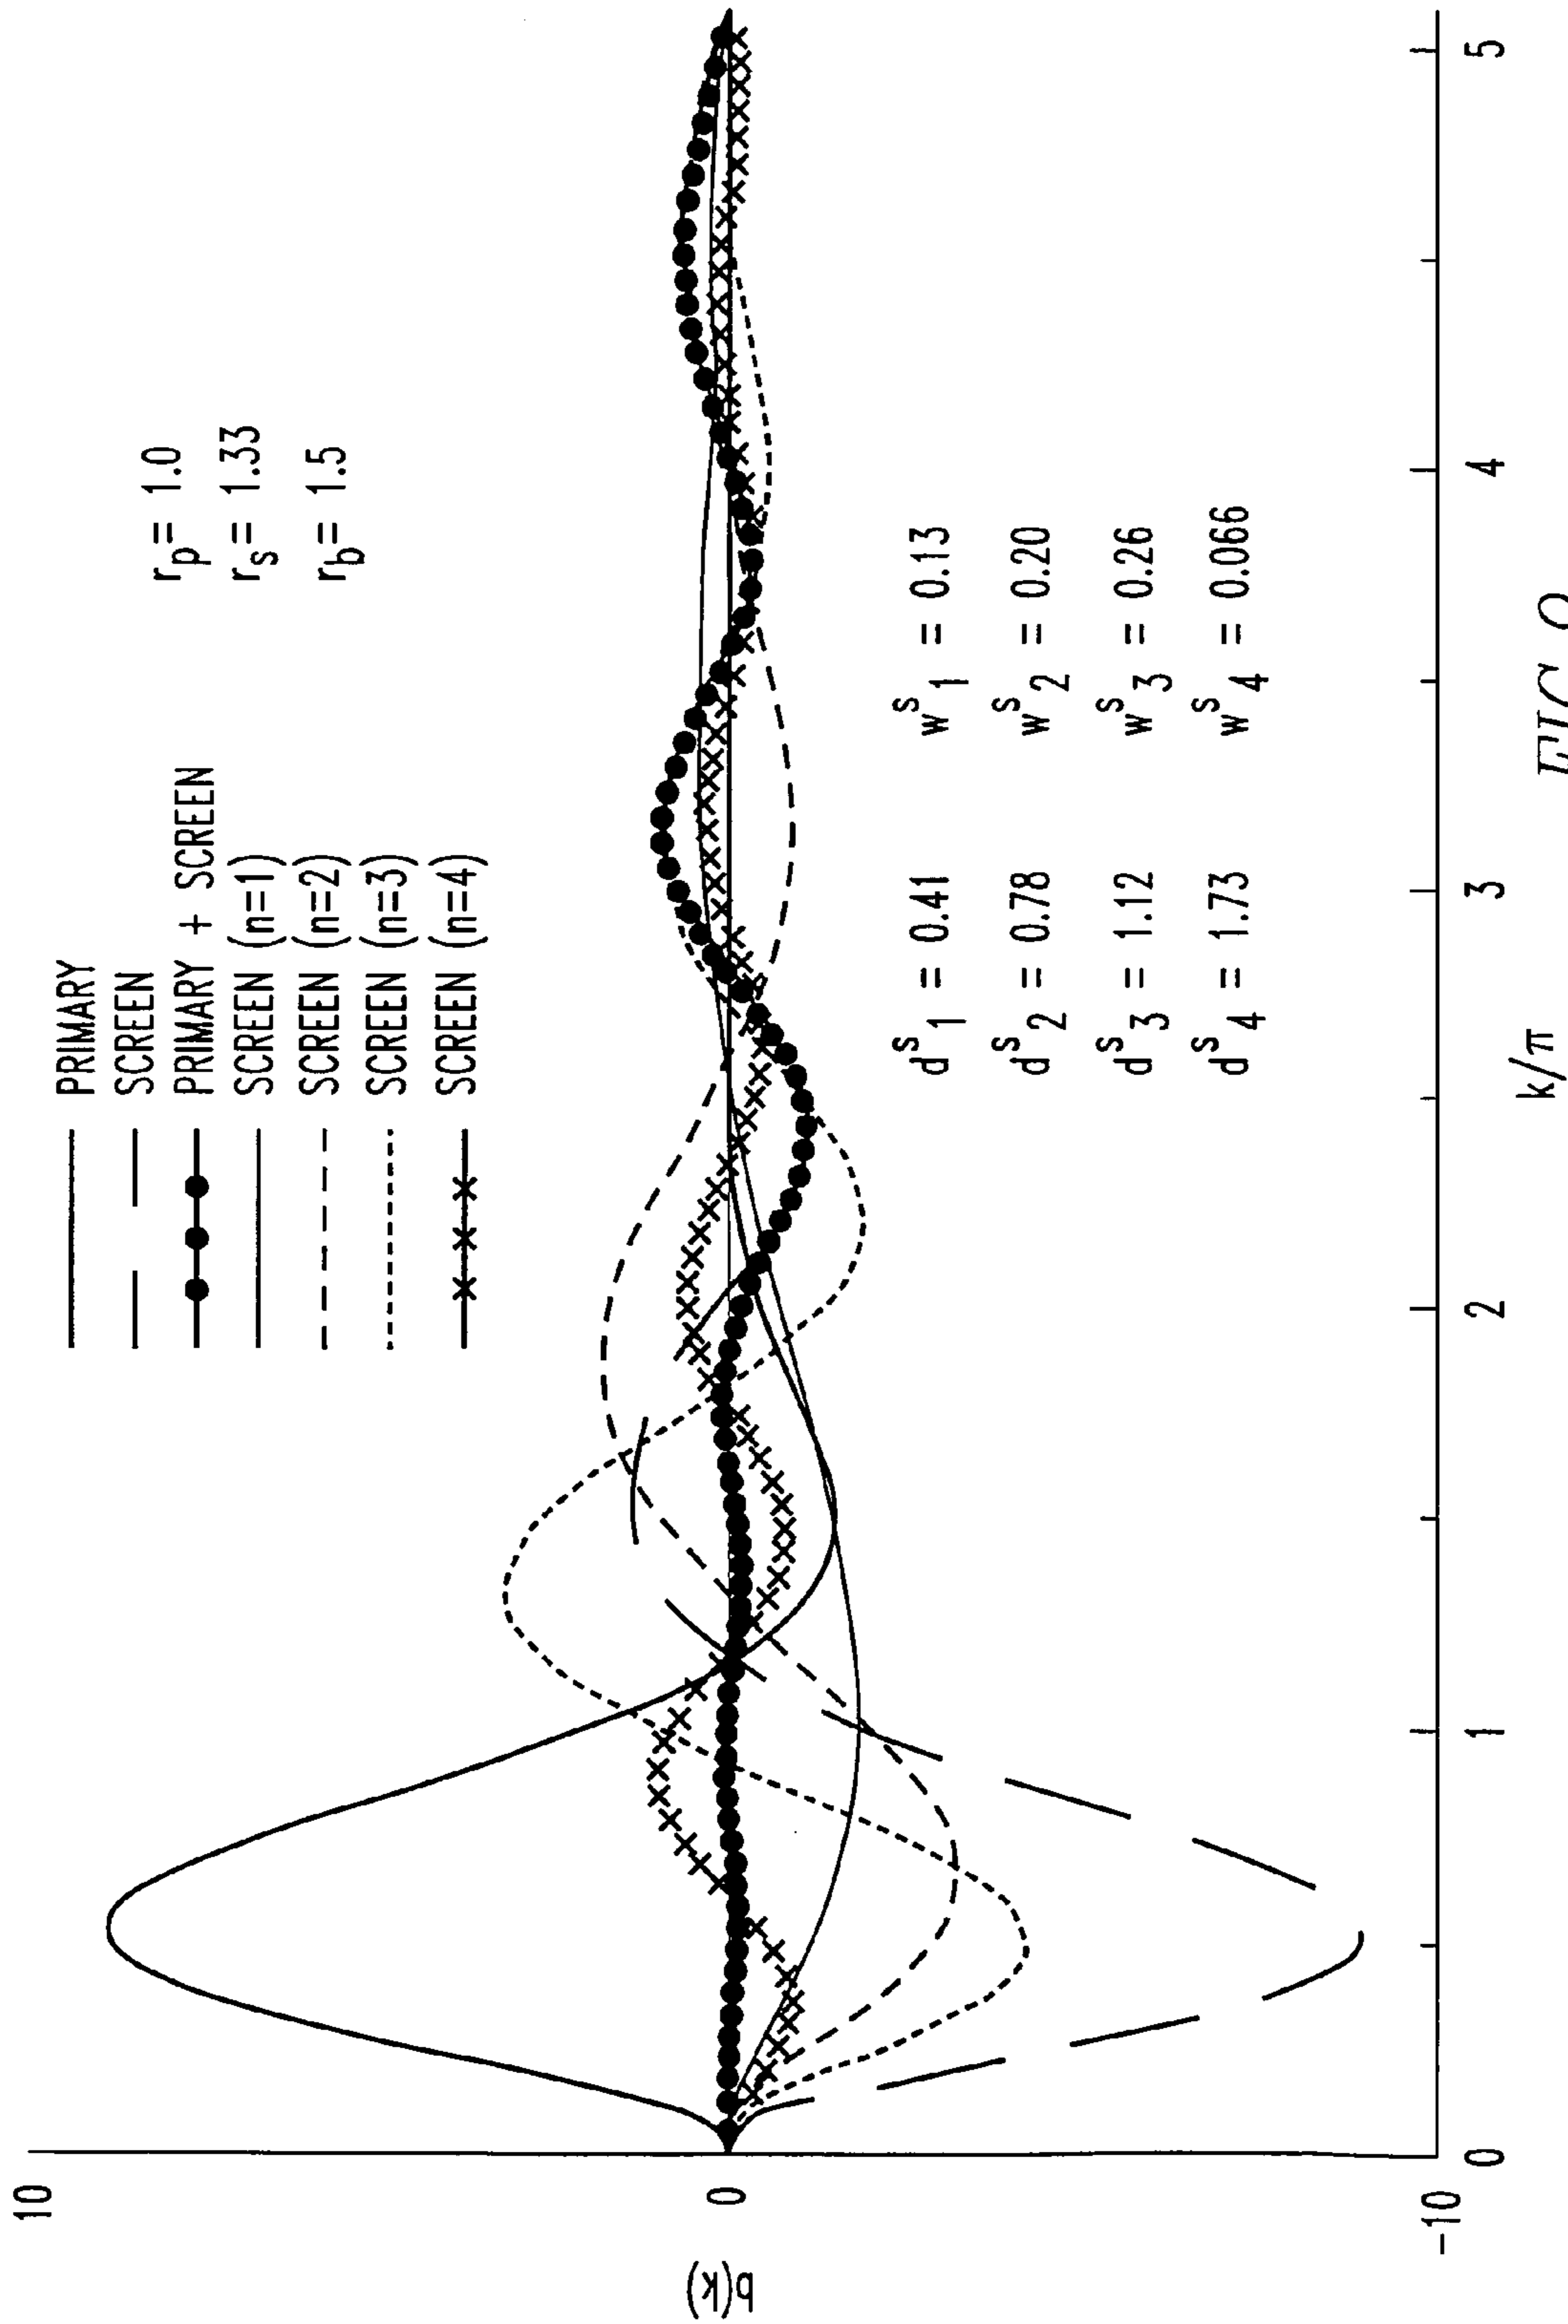 PRIMARY
SCREEN
PRIMARY + SCREEN
SCREEN (n=1)
SCREEN (n=2)
SCREEN (n=3)
SCREEN (n=4)
r_p = 1.0
r_s = 1.33
r_b = 1.5
10
0
-10
b(k)
d^s_1 = 0.41 w^s_1 = 0.13
d^s_2 = 0.78 w^s_2 = 0.20
d^s_3 = 1.12 w^s_3 = 0.26
d^s_4 = 1.73 w^s_4 = 0.066
0 1 2 3 4 5
k/π
FIG.